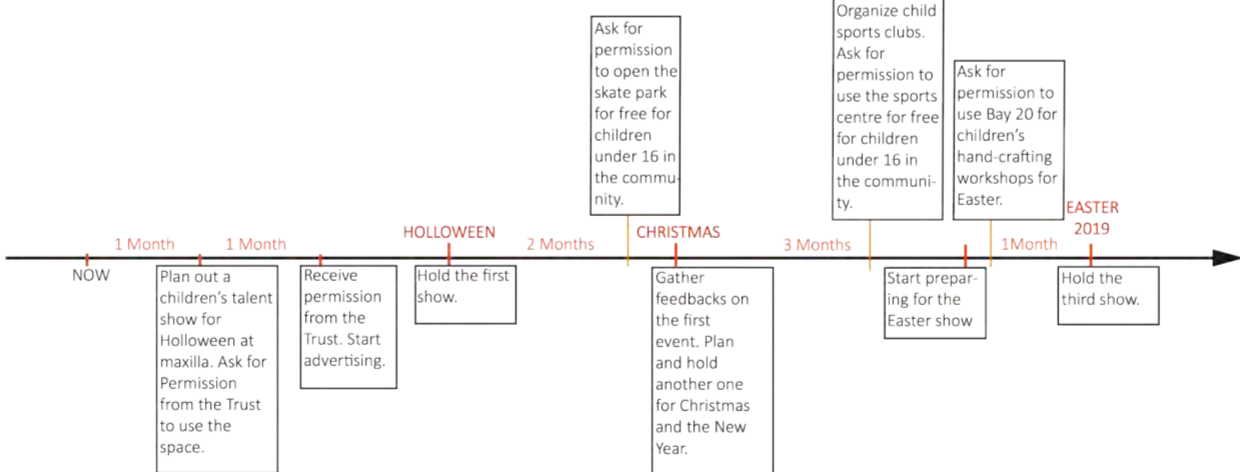 Ask for
permission
to open the
skate park
for free for
children
under 16 in
the commu-
nity.
Organize child
sports clubs.
Ask for
permission to
use the sports
centre for free
for children
under 16 in
the communi-
ty.
Ask for
permission to
use Bay 20 for
children's
hand-crafting
workshops for
Easter.
1 Month
1 Month
HOLLOWEEN
2 Months
CHRISTMAS
3 Months
1Month
EASTER
2019
NOW
Plan out a
children's talent
show for
Holloween at
maxilla. Ask for
Permission
from the Trust
to use the
space.
Receive
permission
from the
Trust. Start
advertising.
Hold the first
show.
Gather
feedbacks on
the first
event. Plan
and hold
another one
for Christmas
and the New
Year.
Start prepar-
ing for the
Easter show
Hold the
third show.